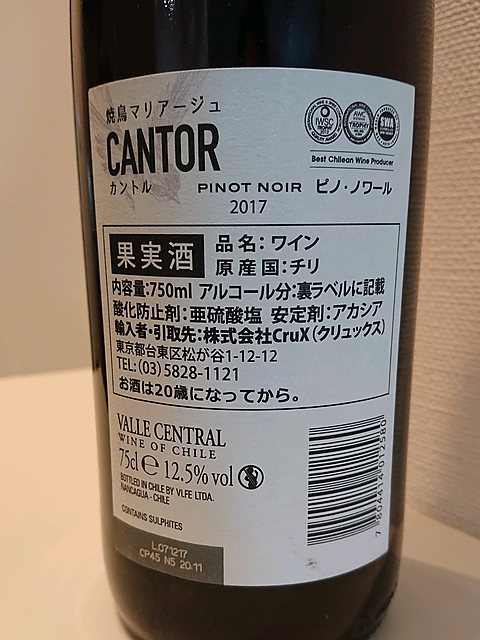 焼鳥マリアージュ
CANTOR
カントル
PINOT NOIR ピノ・ノワール
2017
IWSC
AWC
TROPHY
SWA
Best Chilean Wine Producer
果実酒
品名：ワイン
原産国：チリ
内容量:750ml アルコール分：裏ラベルに記載
酸化防止剤：亜硫酸塩 安定剤：アカシア
輸入者・引取先：株式会社CruX(クリュックス)
東京都台東区松が谷1-12-12
TEL:(03)5828-1121
お酒は20歳になってから。
VALLE CENTRAL
WINE OF CHILE
75cl ℮ 12.5% vol
BOTTLED IN CHILE BY VLFE LTDA.
NANCAGUA - CHILE
CONTAINS SULPHITES
L.071217
CP45 N5 20:11
7 804414 012580